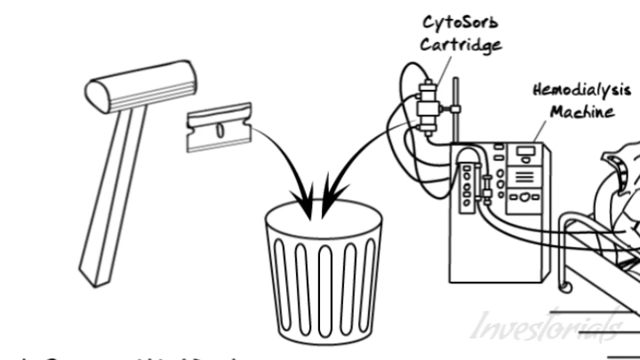 CytoSorb
Cartridge
Hemodialysis
Machine
Investorials